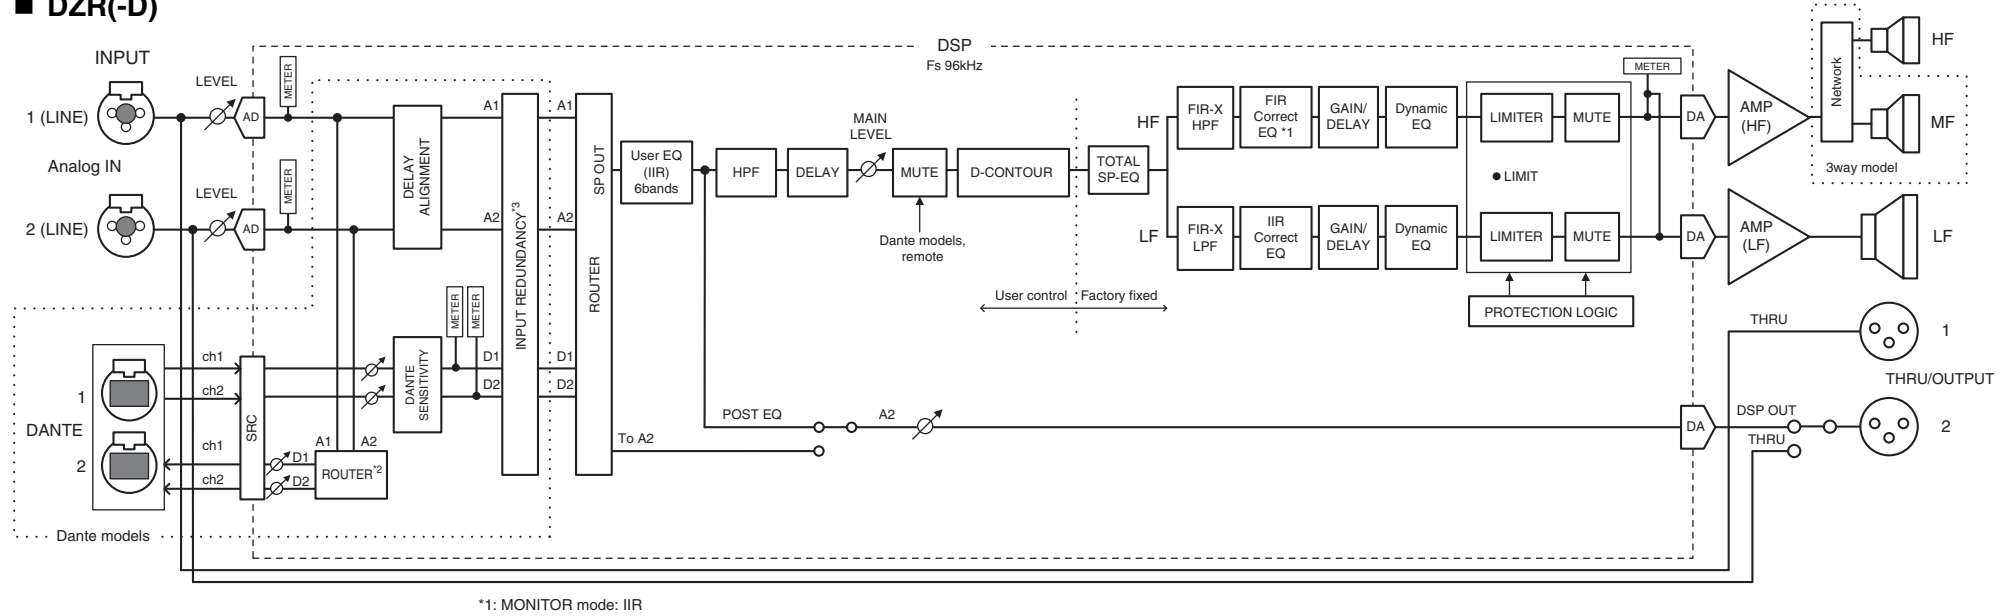 ■ DZR(-D)
INPUT
1 (LINE)
Analog IN
2 (LINE)
LEVEL
AD
METER
LEVEL
AD
METER
DSP
Fs 96kHz
DELAY
ALIGNMENT
A1
A2
INPUT REDUNDANCY*3
D1
D2
A1
A2
D1
D2
SP OUT
ROUTER
User EQ
(IIR)
6bands
HPF
DELAY
MAIN
LEVEL
MUTE
Dante models,
remote
D-CONTOUR
User control
Factory fixed
TOTAL
SP-EQ
HF
FIR-X
HPF
FIR
Correct
EQ *1
GAIN/
DELAY
Dynamic
EQ
LIMITER
MUTE
METER
● LIMIT
LF
FIR-X
LPF
IIR
Correct
EQ
GAIN/
DELAY
Dynamic
EQ
LIMITER
MUTE
PROTECTION LOGIC
DA
AMP
(HF)
Network
HF
MF
3way model
DA
AMP
(LF)
LF
DANTE
1
2
ch1
ch2
ch1
ch2
SRC
METER
METER
DANTE
SENSITIVITY
A1
A2
D1
D2
ROUTER*2
Dante models
POST EQ
A2
To A2
DA
THRU
1
THRU/OUTPUT
DSP OUT
THRU
2
*1: MONITOR mode: IIR